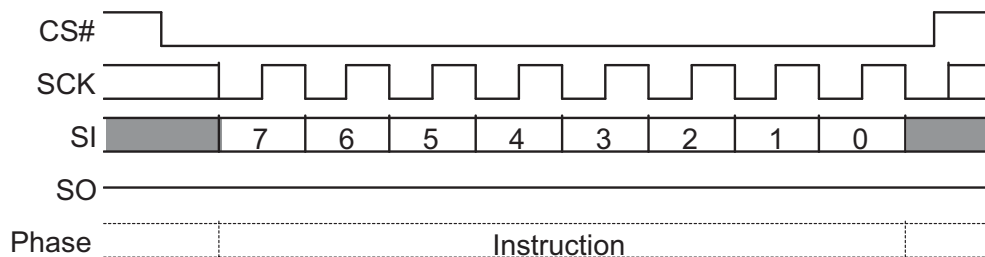 CS#
SCK
SI 7 6 5 4 3 2 1 0
SO
Phase Instruction